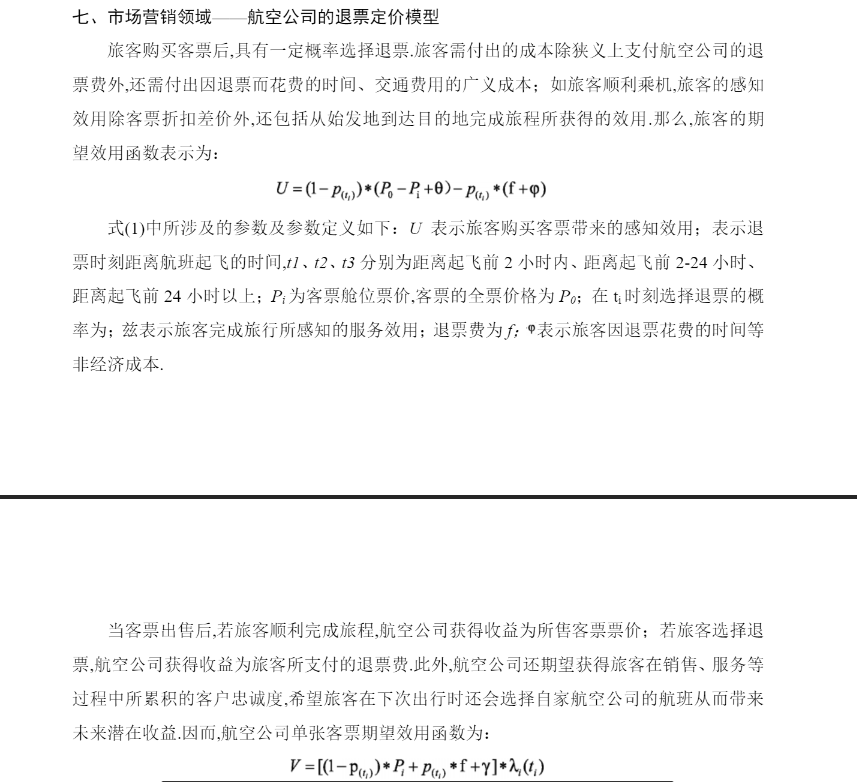 七、市场营销领域——航空公司的退票定价模型
旅客购买客票后,具有一定概率选择退票.旅客需付出的成本除狭义上支付航空公司的退
票费外,还需付出因退票而花费的时间、交通费用的广义成本；如旅客顺利乘机,旅客的感知
效用除客票折扣差价外,还包括从始发地到达目的地完成旅程所获得的效用.那么,旅客的期
望效用函数表示为：
U=(1−p(tᵢ))*(P₀−Pᵢ+θ)−p(tᵢ)*(f+φ)
式(1)中所涉及的参数及参数定义如下：U 表示旅客购买客票带来的感知效用；表示退
票时刻距离航班起飞的时间,t1、t2、t3 分别为距离起飞前 2 小时内、距离起飞前 2-24 小时、
距离起飞前 24 小时以上；Pᵢ为客票舱位票价,客票的全票价格为 P₀；在 tᵢ时刻选择退票的概
率为；兹表示旅客完成旅行所感知的服务效用；退票费为 f；φ表示旅客因退票花费的时间等
非经济成本.
当客票出售后,若旅客顺利完成旅程,航空公司获得收益为所售客票票价；若旅客选择退
票,航空公司获得收益为旅客所支付的退票费.此外,航空公司还期望获得旅客在销售、服务等
过程中所累积的客户忠诚度,希望旅客在下次出行时还会选择自家航空公司的航班从而带来
未来潜在收益.因而,航空公司单张客票期望效用函数为：
V=[(1−p(tᵢ))*Pᵢ+p(tᵢ)*f+γ]*λᵢ(tᵢ)